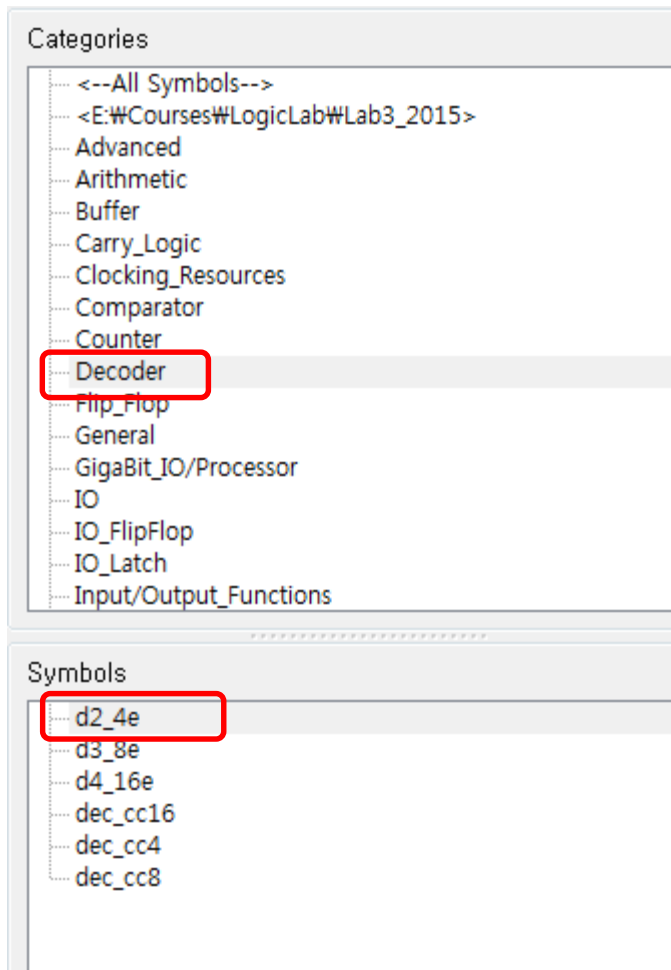 Categories
<--All Symbols-->
<E:₩Courses₩LogicLab₩Lab3_2015>
Advanced
Arithmetic
Buffer
Carry_Logic
Clocking_Resources
Comparator
Counter
Decoder
Flip_Flop
General
GigaBit_IO/Processor
IO
IO_FlipFlop
IO_Latch
Input/Output_Functions
Symbols
d2_4e
d3_8e
d4_16e
dec_cc16
dec_cc4
dec_cc8